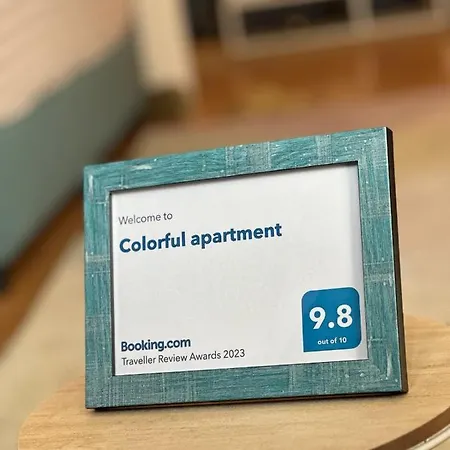 Welcome to
Colorful apartment
9.8
out of 10
Booking.com
Traveller Review Awards 2023